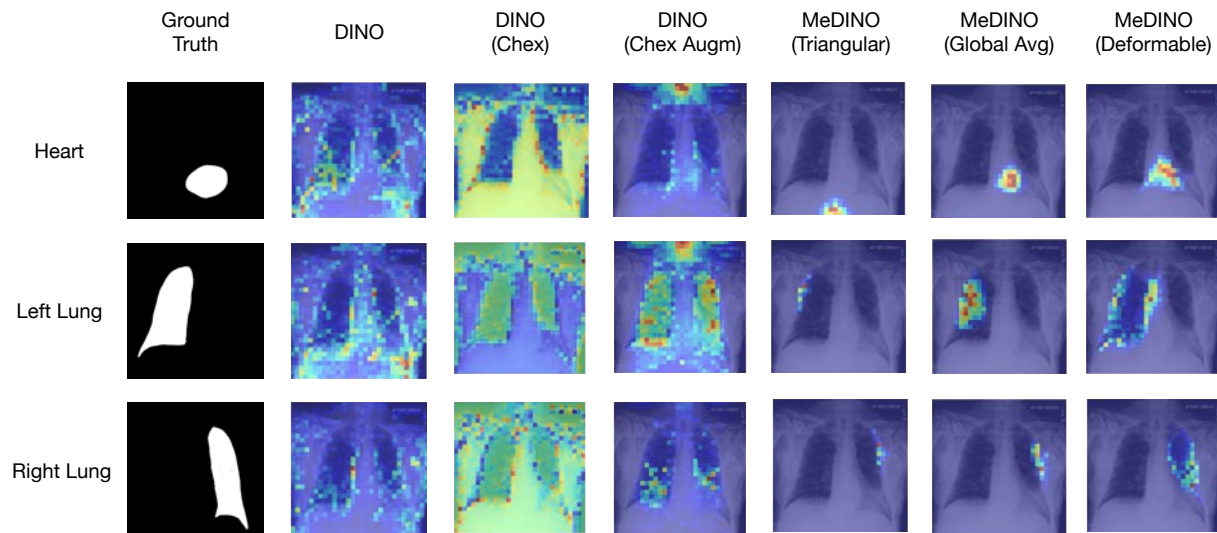 Ground
Truth
DINO
DINO
(Chex)
DINO
(Chex Augm)
MeDINO
(Triangular)
MeDINO
(Global Avg)
MeDINO
(Deformable)
Heart
Left Lung
Right Lung